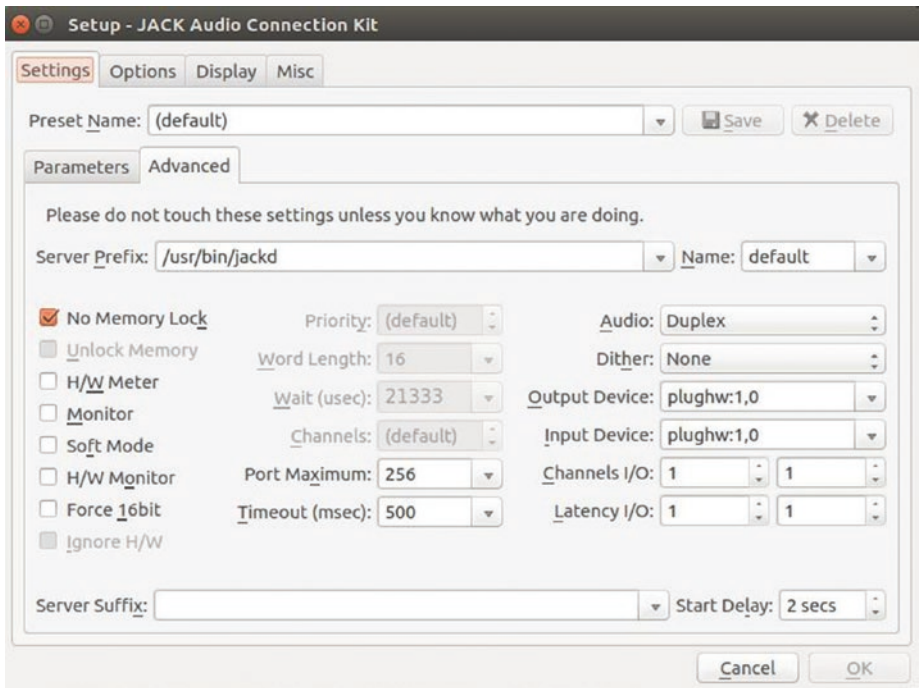 Setup - JACK Audio Connection Kit
Settings Options Display Misc
Preset Name: (default) Save Delete
Parameters Advanced
Please do not touch these settings unless you know what you are doing.
Server Prefix: /usr/bin/jackd Name: default
No Memory Lock Priority: (default) Audio: Duplex
Unlock Memory Word Length: 16 Dither: None
H/W Meter Wait (usec): 21333 Output Device: plughw:1,0
Monitor Channels: (default) Input Device: plughw:1,0
Soft Mode Port Maximum: 256 Channels I/O: 1 1
H/W Monitor Timeout (msec): 500 Latency I/O: 1 1
Force 16bit
Ignore H/W
Server Suffix: Start Delay: 2 secs
Cancel OK